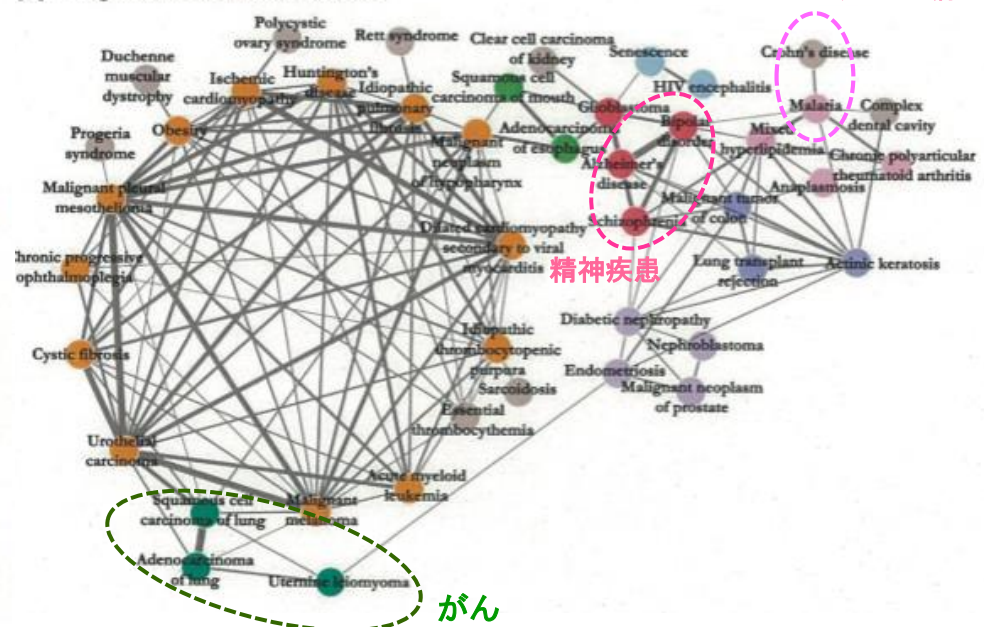 Polycystic
ovary syndrome
Rett syndrome
Clear cell carcinoma
of kidney
Senescence
Crohn's disease
Duchenne
muscular
dystrophy
Ischemic
cardiomyopathy
Huntington's
disease
Idiopathic
pulmonary
fibrosis
Squamous cell
carcinoma of mouth
HIV encephalitis
Glioblastoma
Malaria
Complex
dental cavity
Progeria
syndrome
Obesity
Malignant
neoplasm
of hypopharynx
Adenocarcinoma
of esophagus
Bipolar
disorder
Mixed
hyperlipidemia
Chronic polyarticular
rheumatoid arthritis
Alzheimer's
disease
Anaplasmosis
Malignant pleural
mesothelioma
Malignant tumor
of colon
Schizophrenia
Dilated cardiomyopathy
secondary to viral
myocarditis
精神疾患
Lung transplant
rejection
Actinic keratosis
hronic progressive
ophthalmoplegia
Diabetic nephropathy
Idiopathic
thrombocytopenic
purpura
Nephroblastoma
Cystic fibrosis
Endometriosis
Sarcoidosis
Malignant neoplasm
of prostate
Essential
thrombocythemia
Urothelial
carcinoma
Acute myeloid
leukemia
Squamous cell
carcinoma of lung
Malignant
melanoma
Adenocarcinoma
of lung
Uternine leiomyoma
がん